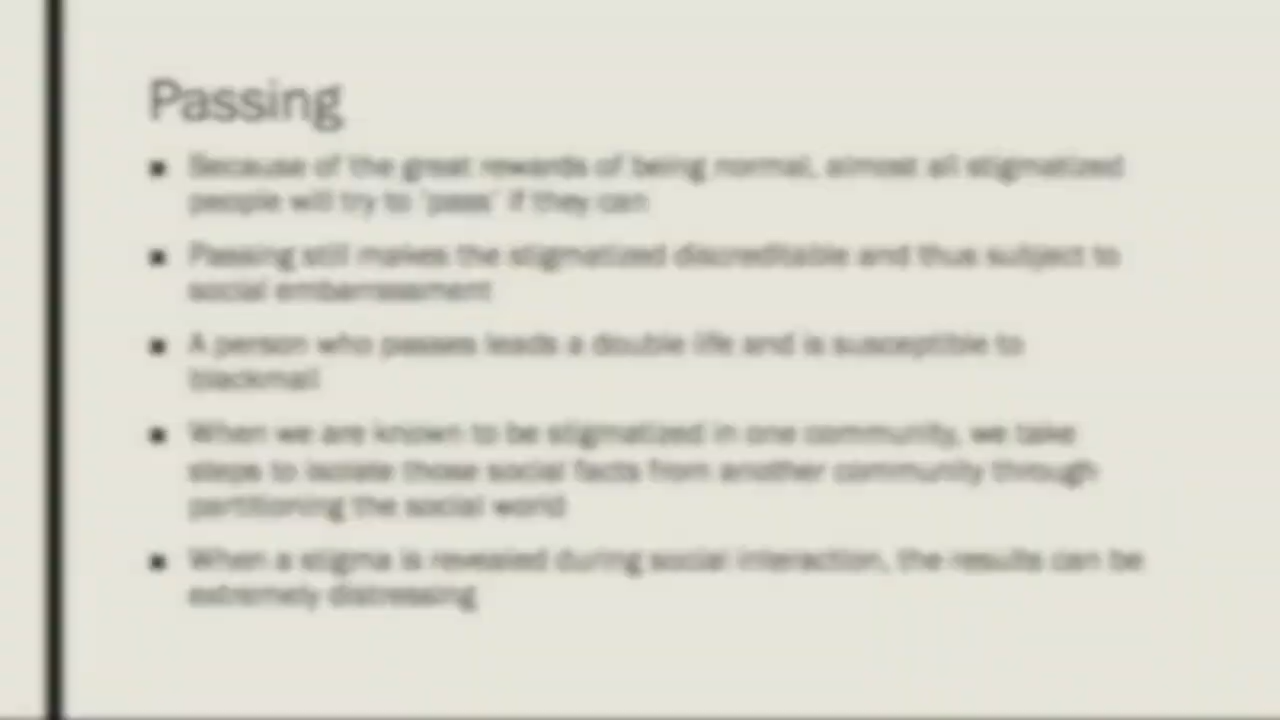 Passing
▪ Because of the great rewards of being normal, almost all stigmatized
people will try to 'pass' if they can
▪ Passing still makes the stigmatized discreditable and thus subject to
social embarrassment
▪ A person who passes leads a double life and is susceptible to
blackmail
▪ When we are known to be stigmatized in one community, we take
steps to isolate those social facts from another community through
partitioning the social world
▪ When a stigma is revealed during social interaction, the results can be
extremely distressing